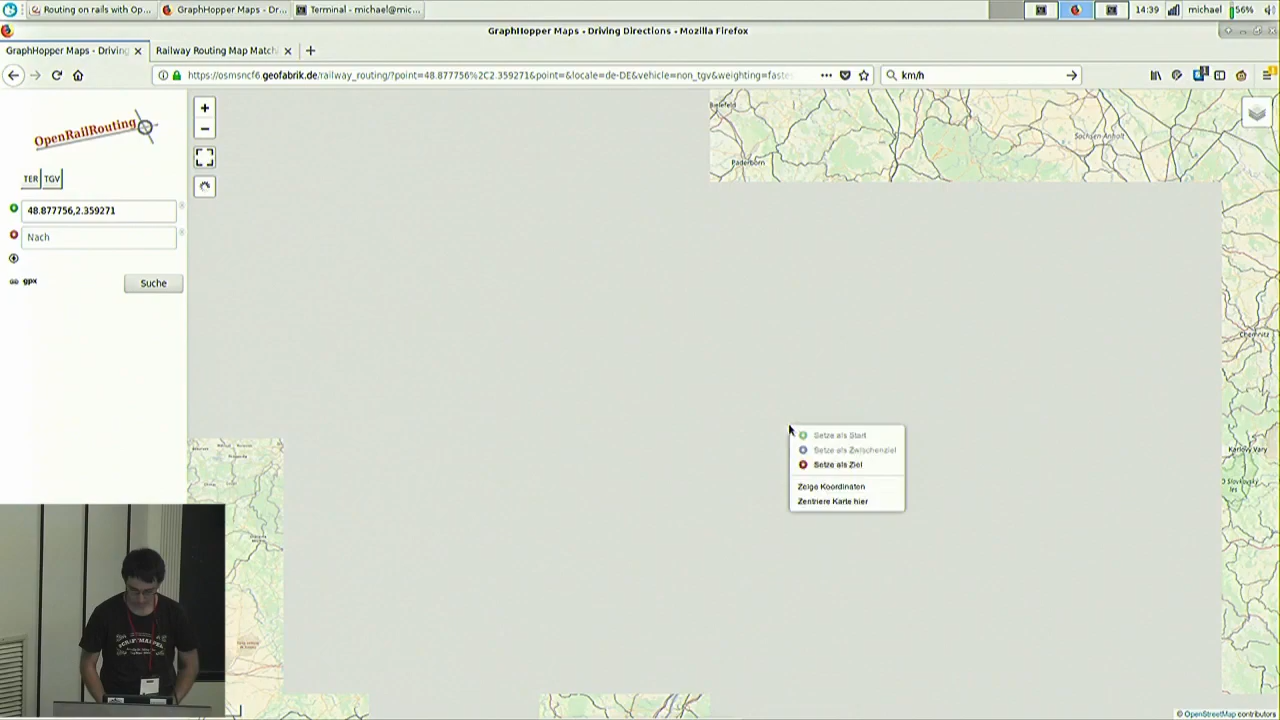 Routing on rails with Op...
GraphHopper Maps - Dr...
Terminal - michael@mic...
14:39
michael
56%
GraphHopper Maps - Driving Directions - Mozilla Firefox
GraphHopper Maps - Driving
Railway Routing Map Match
https://osmsncf6.geofabrik.de/railway_routing/?point=48.877756%2C2.359271&point=&locale=de-DE&vehicle=non_tgv&weighting=faste
km/h
OpenRailRouting
TER
TGV
48.877756,2.359271
Nach
gpx
Suche
+
−
Bielefeld
Paderborn
Sachsen-Anhalt
Chemnitz
Karlovy Vary
Slavkovský
les
Setze als Start
Setze als Zwischenziel
Setze als Ziel
Zeige Koordinaten
Zentriere Karte hier
© OpenStreetMap contributors